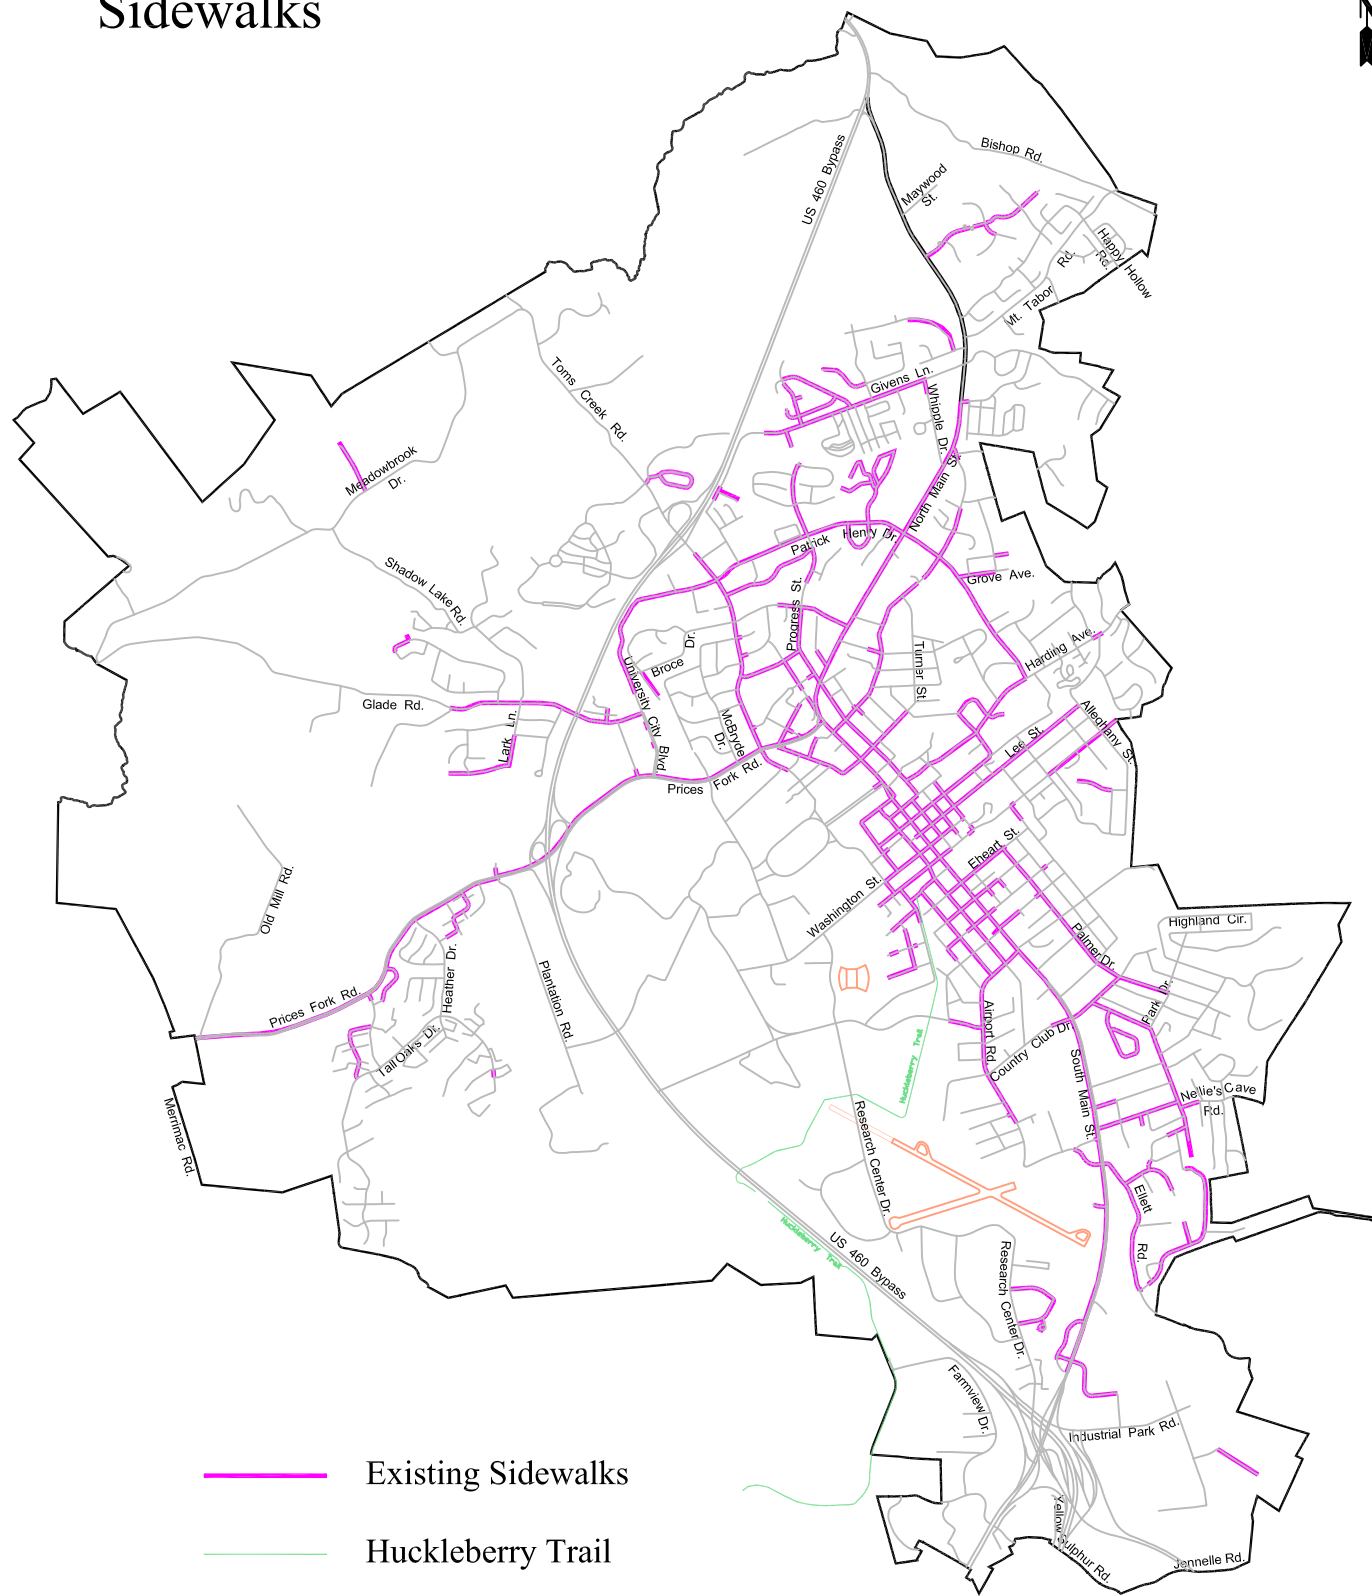 Sidewalks
N
US 460 Bypass
Bishop Rd.
Maywood
St.
Happy Hollow
Rd.
Rd.
Mt. Tabor
Toms Creek Rd.
Givens Ln.
Whipple Dr.
Meadowbrook
Dr.
North Main St.
Patrick Henry Dr.
Grove Ave.
Shadow Lake Rd.
Progress St.
Harding Ave.
Broce
Dr.
Turner St.
University City Blvd
Glade Rd.
Lark Ln.
McBryde
Dr.
Lee St.
Alleghany St.
Prices Fork Rd.
Eheart St.
Old Mill Rd.
Washington St.
Highland Cir.
Palmer Dr.
Heather Dr.
Plantation Rd.
Park Dr.
Prices Fork Rd.
Airport Rd.
Tall Oaks Dr.
Country Club Dr.
Huckleberry Trail
South Main St.
Nellie's Cave
Rd.
Merrimac Rd.
Research Center Dr.
Ellett
Rd.
Huckleberry Trail
US 460 Bypass
Research Center Dr.
Farmview Dr.
Industrial Park Rd.
Existing Sidewalks
Yellow Sulphur Rd.
Huckleberry Trail
Jennelle Rd.